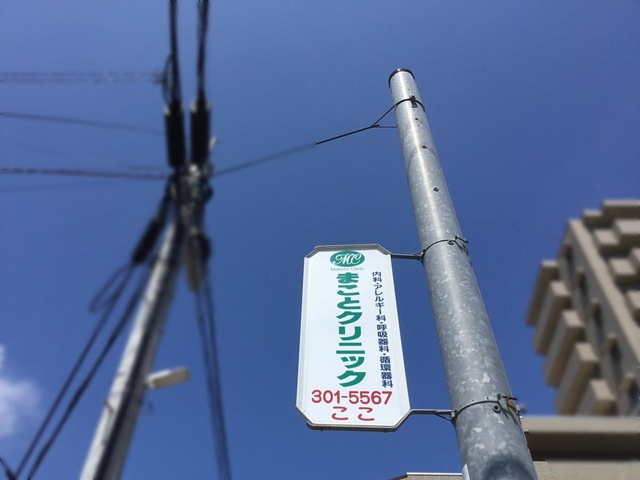 MC
Makoto Clinic
内科・アレルギー科・呼吸器科・循環器科
まことクリニック
301-5567
ここ